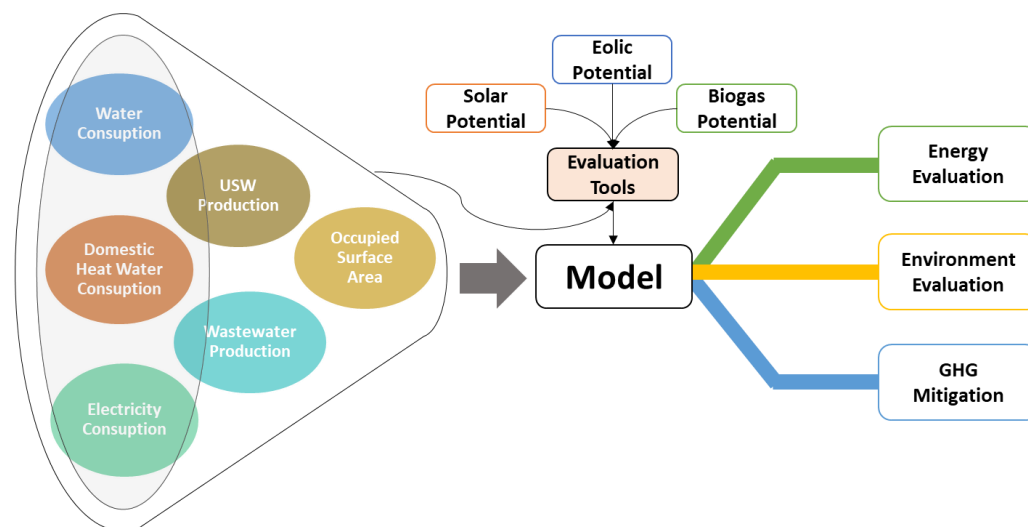 Water
Consuption
USW
Production
Domestic
Heat Water
Consuption
Occupied
Surface
Area
Wastewater
Production
Electricity
Consuption
Eolic
Potential
Solar
Potential
Biogas
Potential
Evaluation
Tools
Model
Energy
Evaluation
Environment
Evaluation
GHG
Mitigation